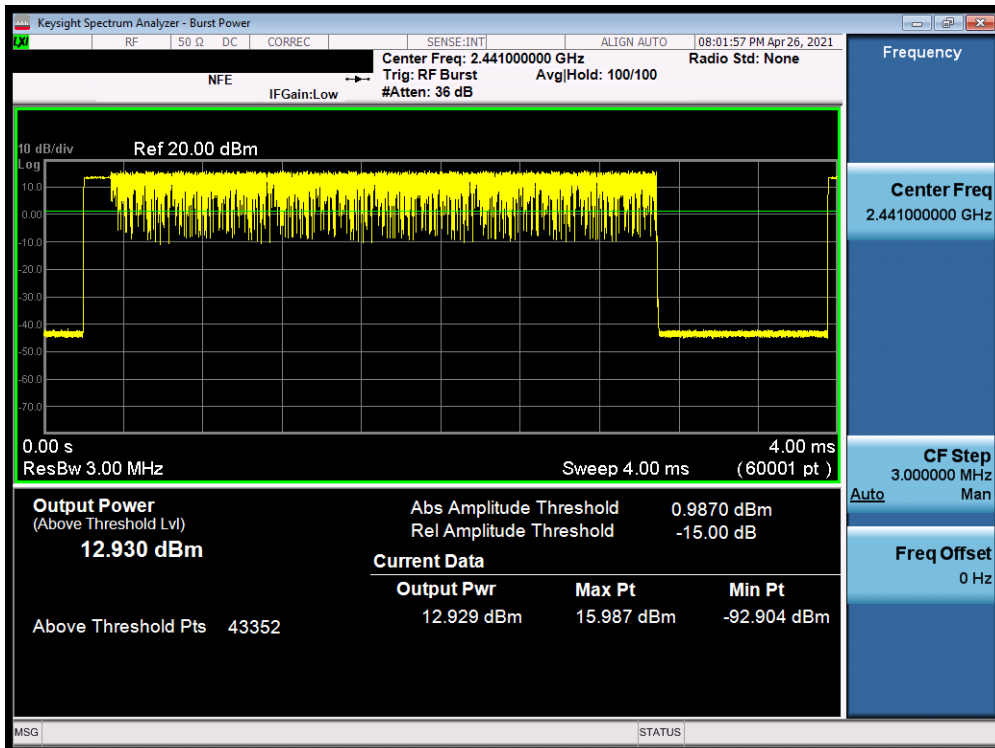 Keysight Spectrum Analyzer - Burst Power
LXI RF 50 Ω DC CORREC SENSE:INT ALIGN AUTO 08:01:57 PM Apr 26, 2021
Center Freq: 2.441000000 GHz Radio Std: None
NFE Trig: RF Burst Avg|Hold: 100/100
IFGain:Low #Atten: 36 dB
Frequency
10 dB/div Ref 20.00 dBm
Log
10.0
0.00
-10.0
-20.0
-30.0
-40.0
-50.0
-60.0
-70.0
0.00 s 4.00 ms
ResBw 3.00 MHz Sweep 4.00 ms (60001 pt)
Output Power
(Above Threshold Lvl)
12.930 dBm
Above Threshold Pts 43352
Abs Amplitude Threshold 0.9870 dBm
Rel Amplitude Threshold -15.00 dB
Current Data
Output Pwr Max Pt Min Pt
12.929 dBm 15.987 dBm -92.904 dBm
Center Freq
2.441000000 GHz
CF Step
3.000000 MHz
Auto Man
Freq Offset
0 Hz
MSG STATUS